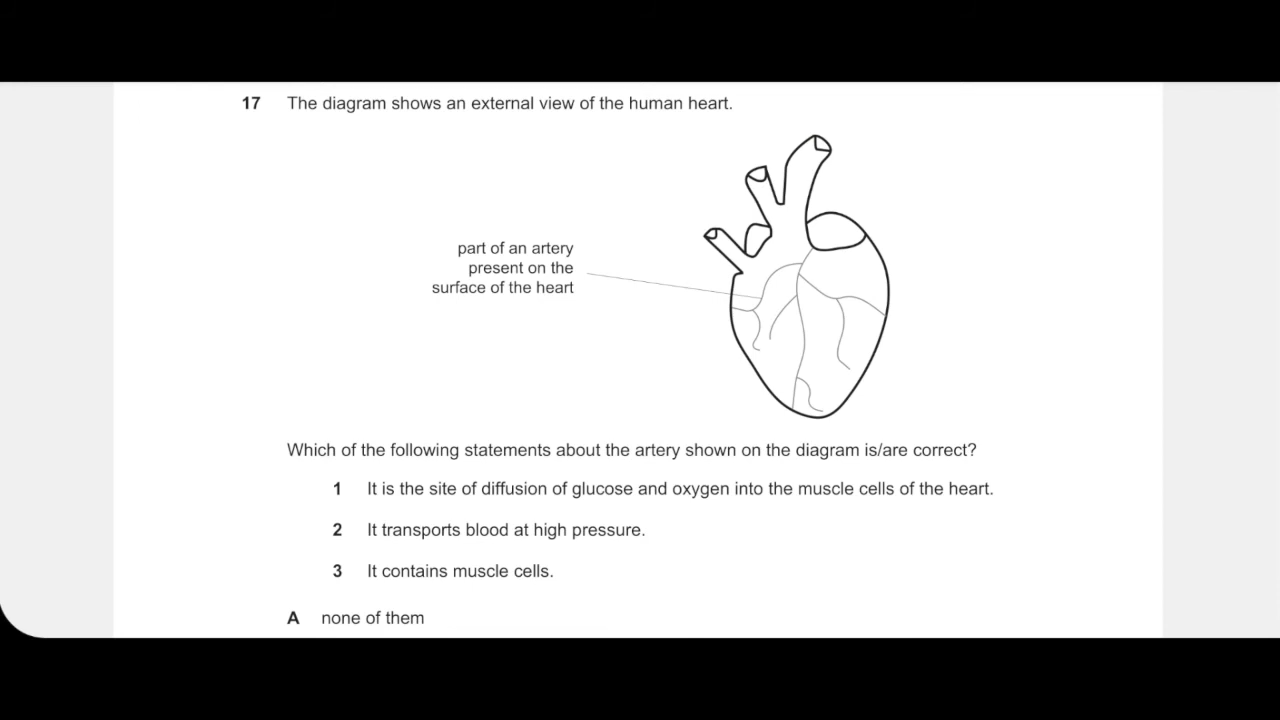 17 The diagram shows an external view of the human heart.
part of an artery
present on the
surface of the heart
Which of the following statements about the artery shown on the diagram is/are correct?
1 It is the site of diffusion of glucose and oxygen into the muscle cells of the heart.
2 It transports blood at high pressure.
3 It contains muscle cells.
A none of them